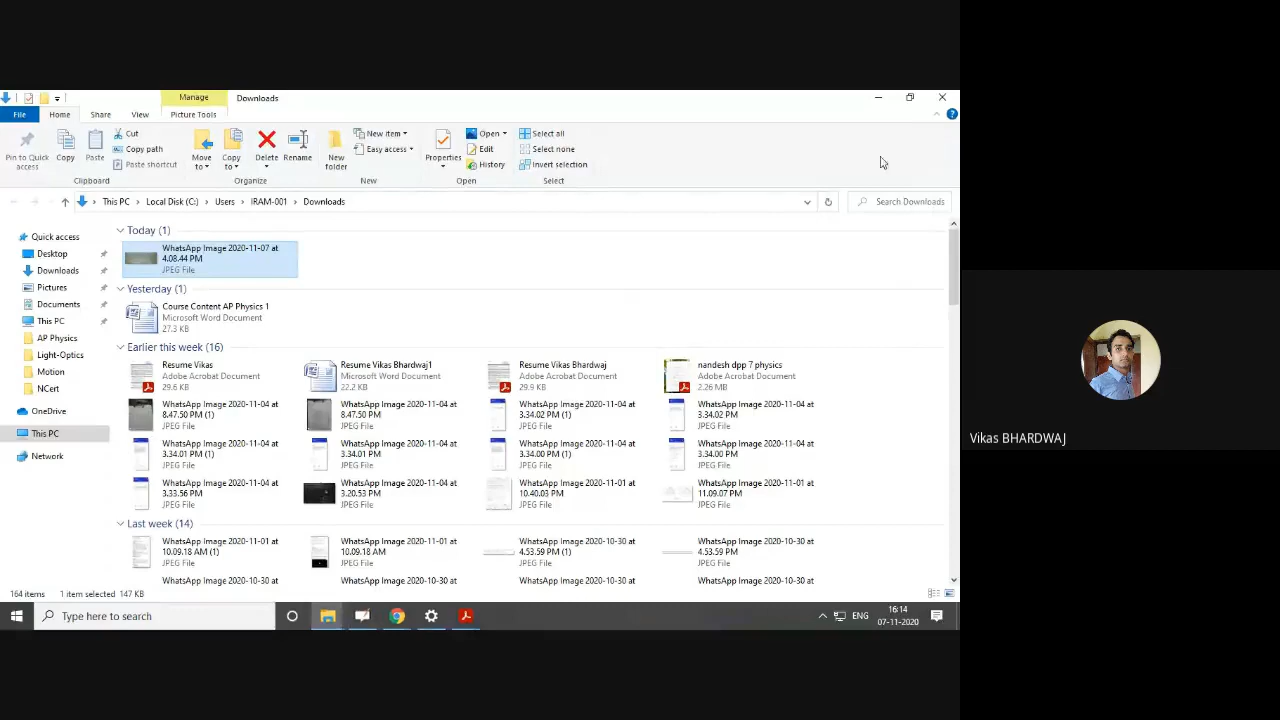 Manage
Downloads
File
Home
Share
View
Picture Tools
Pin to Quick access
Copy
Paste
Cut
Copy path
Paste shortcut
Clipboard
Move to
Copy to
Delete
Rename
Organize
New folder
New item
Easy access
New
Properties
Open
Edit
History
Open
Select all
Select none
Invert selection
Select
This PC
Local Disk (C:)
Users
IRAM-001
Downloads
Search Downloads
Quick access
Desktop
Downloads
Pictures
Documents
This PC
AP Physics
Light-Optics
Motion
NCert
OneDrive
This PC
Network
Today (1)
WhatsApp Image 2020-11-07 at
4.08.44 PM
JPEG File
Yesterday (1)
Course Content AP Physics 1
Microsoft Word Document
27.3 KB
Earlier this week (16)
Resume Vikas
Adobe Acrobat Document
29.6 KB
Resume Vikas Bhardwaj1
Microsoft Word Document
22.2 KB
Resume Vikas Bhardwaj
Adobe Acrobat Document
29.9 KB
nandesh dpp 7 physics
Adobe Acrobat Document
2.26 MB
WhatsApp Image 2020-11-04 at
8.47.50 PM (1)
JPEG File
WhatsApp Image 2020-11-04 at
8.47.50 PM
JPEG File
WhatsApp Image 2020-11-04 at
3.34.02 PM (1)
JPEG File
WhatsApp Image 2020-11-04 at
3.34.02 PM
JPEG File
WhatsApp Image 2020-11-04 at
3.34.01 PM (1)
JPEG File
WhatsApp Image 2020-11-04 at
3.34.01 PM
JPEG File
WhatsApp Image 2020-11-04 at
3.34.00 PM (1)
JPEG File
WhatsApp Image 2020-11-04 at
3.34.00 PM
JPEG File
WhatsApp Image 2020-11-04 at
3.33.56 PM
JPEG File
WhatsApp Image 2020-11-04 at
3.20.53 PM
JPEG File
WhatsApp Image 2020-11-01 at
10.40.03 PM
JPEG File
WhatsApp Image 2020-11-01 at
11.09.07 PM
JPEG File
Last week (14)
WhatsApp Image 2020-11-01 at
10.09.18 AM (1)
JPEG File
WhatsApp Image 2020-11-01 at
10.09.18 AM
JPEG File
WhatsApp Image 2020-10-30 at
4.53.59 PM (1)
JPEG File
WhatsApp Image 2020-10-30 at
4.53.59 PM
JPEG File
WhatsApp Image 2020-10-30 at
WhatsApp Image 2020-10-30 at
WhatsApp Image 2020-10-30 at
WhatsApp Image 2020-10-30 at
164 items
1 item selected 147 KB
Type here to search
ENG
16:14
07-11-2020
Vikas BHARDWAJ